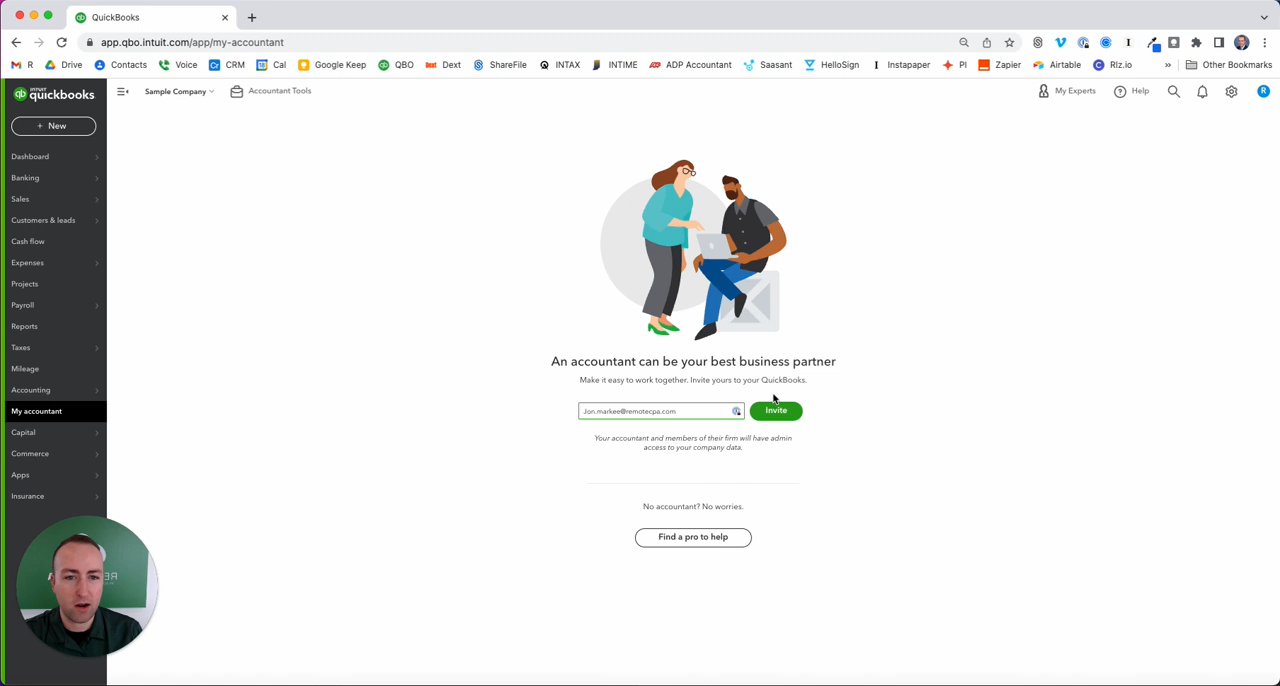 QuickBooks
app.qbo.intuit.com/app/my-accountant
R Drive Contacts Voice CRM Cal Google Keep QBO Dext ShareFile INTAX INTIME ADP Accountant Saasant HelloSign Instapaper PI Zapier Airtable RIz.io » Other Bookmarks
INTUIT
quickbooks
Sample Company
Accountant Tools
My Experts
Help
R
+ New
Dashboard
Banking
Sales
Customers & leads
Cash flow
Expenses
Projects
Payroll
Reports
Taxes
Mileage
Accounting
My accountant
Capital
Commerce
Apps
Insurance
An accountant can be your best business partner
Make it easy to work together. Invite yours to your QuickBooks.
Jon.markee@remotecpa.com
Invite
Your accountant and members of their firm will have admin
access to your company data.
No accountant? No worries.
Find a pro to help